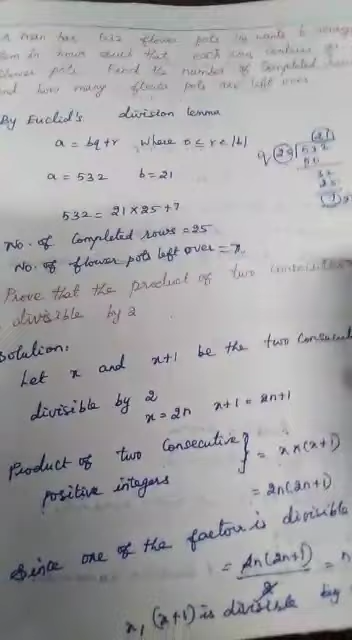 A man has 532 flower pots. He wants to arrange
them in rows such that each row contains 21
flower pots. Find the number of completed rows
and how many flower pots are left over.
By Euclid's division lemma
a = bq + r where 0 ≤ r < |b|
a = 532 b = 21
532 = 21 × 25 + 7
No. of Completed rows = 25
No. of flower pots left over = 7.
Prove that the product of two consecutive
divisible by 2
Solution:
Let x and x+1 be the two
divisible by 2
x = 2n x+1 = 2n+1
Product of two Consecutive } = x × (x+1)
positive integers = 2n(2n+1)
Since one of the factor is divisible
= 2n(2n+1) / 2 = n
x, (x+1) is divisible by